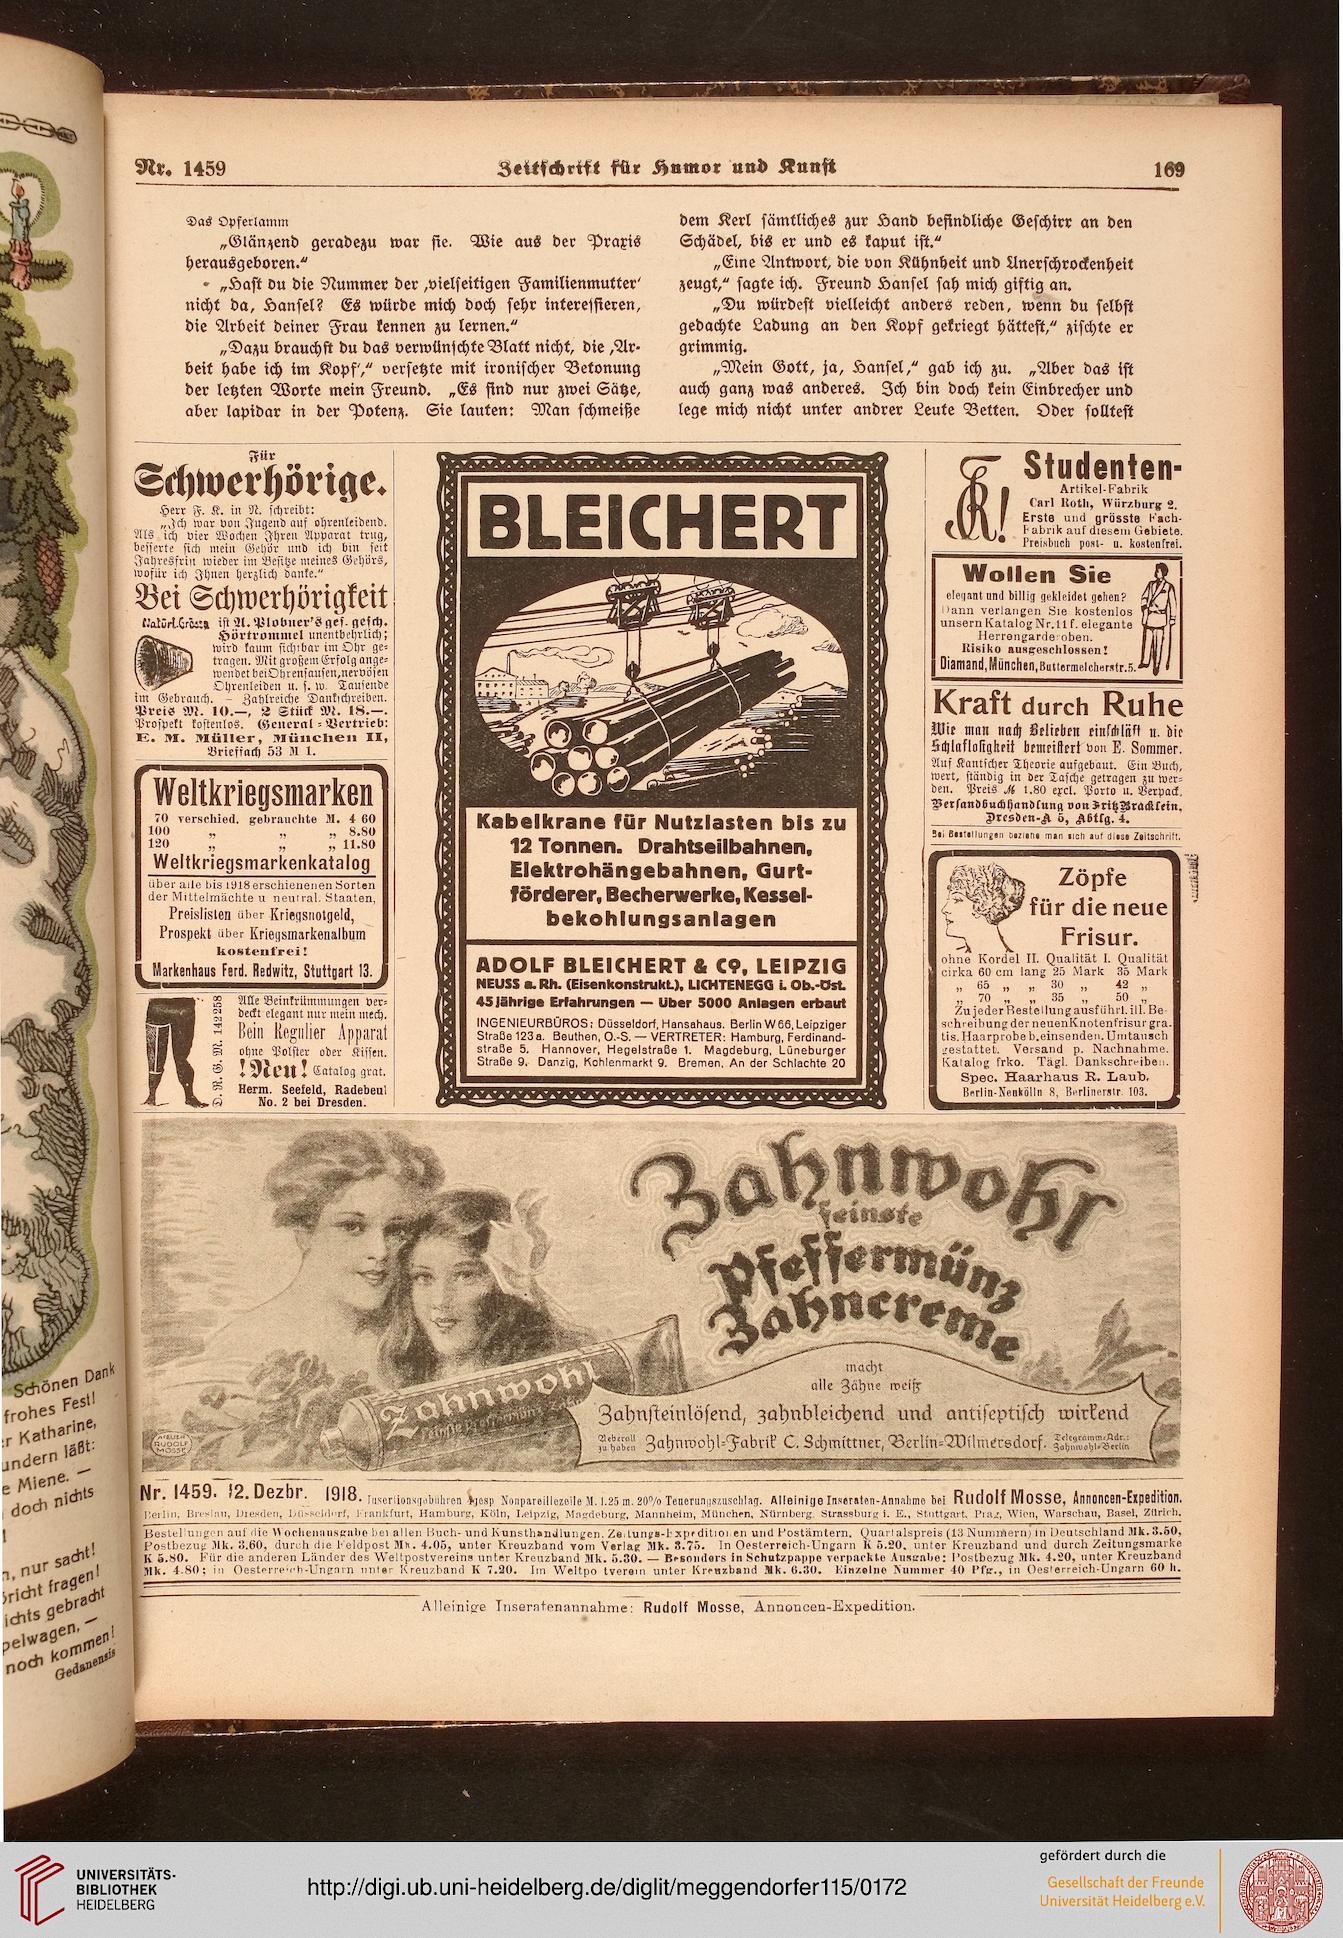 Nr. 1459
Zeitschrift für Humor und Kunst
169
Das Opferlamm
„Glänzend geradezu war sie. Wie aus der Praxis
herausgeboren.“
„Hast du die Nummer der ‚vielseitigen Familienmutter‘
nicht da, Hansel? Es würde mich doch sehr interessieren,
die Arbeit deiner Frau kennen zu lernen.“
„Dazu brauchst du das verwünschte Blatt nicht, die ‚Ar-
beit habe ich im Kopf‘,“ versetzte mit ironischer Betonung
der letzten Worte mein Freund. „Es sind nur zwei Sätze,
aber lapidar in der Potenz. Sie lauten: Man schmeiße
dem Kerl sämtliches zur Hand befindliche Geschirr an den
Schädel, bis er und es kaput ist.“
„Eine Antwort, die von Kühnheit und Unerschrockenheit
zeugt,“ sagte ich. Freund Hansel sah mich giftig an.
„Du würdest vielleicht anders reden, wenn du selbst
gedachte Ladung an den Kopf gekriegt hättest,“ zischte er
grimmig.
„Mein Gott, ja, Hansel,“ gab ich zu. „Aber das ist
auch ganz was anderes. Ich bin doch kein Einbrecher und
lege mich nicht unter andrer Leute Betten. Oder solltest
Für
Schwerhörige.
Herr F. K. in N. schreibt:
„Ich war von Jugend auf ohrenleidend.
Als ich vier Wochen Ihren Apparat trug,
besserte sich mein Gehör und ich bin seit
Jahresfrist wieder im Besitze meines Gehörs,
wofür ich Ihnen herzlich danke.“
Bei Schwerhörigkeit
Natürl. Grösse ist A. Plobner's ges. gesch.
Hörtrommel unentbehrlich;
wird kaum sichtbar im Ohr ge-
tragen. Mit großem Erfolg ange-
wendet bei Ohrensausen, nervösen
Ohrenleiden u. s. w. Tausende
im Gebrauch. Zahlreiche Dankschreiben.
Preis M. 10.—, 2 Stück M. 18.—.
Prospekt kostenlos. General-Vertrieb:
E. M. Müller, München II,
Brieffach 53 M 1.
Weltkriegsmarken
70 verschied. gebrauchte M. 4 60
100 „ „ „ 8.80
120 „ „ „ 11.80
Weltkriegsmarkenkatalog
über alle bis 1918 erschienenen Sorten
der Mittelmächte u neutral. Staaten,
Preislisten über Kriegsnotgeld,
Prospekt über Kriegsmarkenalbum
kostenfrei!
Markenhaus Ferd. Redwitz, Stuttgart 13.
D. R. G. M. 142258
Alle Beinkrümmungen ver-
deckt elegant nur mein mech.
Bein Regulier Apparat
ohne Polster oder Kissen.
!Neu! Catalog grat.
Herm. Seefeld, Radebeul
No. 2 bei Dresden.
BLEICHERT
Kabelkrane für Nutzlasten bis zu
12 Tonnen. Drahtseilbahnen,
Elektrohängebahnen, Gurt-
förderer, Becherwerke, Kessel-
bekohlungsanlagen
ADOLF BLEICHERT & Co, LEIPZIG
NEUSS a. Rh. (Eisenkonstrukt.), LICHTENEGG i. Ob.-Öst.
45 jährige Erfahrungen — Uber 5000 Anlagen erbaut
INGENIEURBÜROS: Düsseldorf, Hansahaus. Berlin W 66, Leipziger
Straße 123 a. Beuthen, O.-S. — VERTRETER: Hamburg, Ferdinand-
straße 5. Hannover, Hegelstraße 1. Magdeburg, Lüneburger
Straße 9. Danzig, Kohlenmarkt 9. Bremen, An der Schlachte 20
Studenten-
Artikel-Fabrik
Carl Roth, Würzburg 2.
Erste und grösste Fach-
Fabrik auf diesem Gebiete.
Preisbuch post- u. kostenfrei.
Wollen Sie
elegant und billig gekleidet gehen?
Dann verlangen Sie kostenlos
unsern Katalog Nr. 11 f. elegante
Herrengarderoben.
Risiko ausgeschlossen!
Diamand, München, Buttermelcherstr. 5.
Kraft durch Ruhe
Wie man nach Belieben einschläft u. die
Schlaflosigkeit bemeistert von E. Sommer.
Auf Kantischer Theorie aufgebaut. Ein Buch,
wert, ständig in der Tasche getragen zu wer-
den. Preis ℳ 1.80 excl. Porto u. Verpack.
Versandbuchhandlung von Fritz Bracklein,
Dresden-A 5, Abtlg. 4.
Bei Bestellungen beziehe man sich auf diese Zeitschrift.
Zöpfe
für die neue
Frisur.
ohne Kordel II. Qualität I. Qualität
cirka 60 cm lang 25 Mark 35 Mark
„ 65 „ „ 30 „ 42 „
„ 70 „ „ 35 „ 50 „
Zu jeder Bestellung ausführl. ill. Be-
schreibung der neuen Knotenfrisur gra-
tis. Haarprobe b. einsenden. Umtausch
gestattet. Versand p. Nachnahme.
Katalog frko. Tägl. Dankschreiben.
Spec. Haarhaus R. Laub,
Berlin-Neukölln 8, Berlinerstr. 103.
Zahnwohl
feinste
Pfeffermünz
Zahncreme
macht
alle Zähne weiß
Zahnwohl
Zahnsteinlösend, zahnbleichend und antiseptisch wirkend
Ueberall zu haben Zahnwohl-Fabrik C. Schmittner, Berlin-Wilmersdorf. Telegramm-Adr.: Zahnwohl-Berlin
ATELIER
RUDOLF
MOSSE
Nr. 1459. 12. Dezbr. 1918. Insertionsgebühren 4gesp Nonpareillezeile M. 1.25 m. 20% Teuerungszuschlag. Alleinige Inseraten-Annahme bei Rudolf Mosse, Annoncen-Expedition.
Berlin, Breslau, Dresden, Düsseldorf, Frankfurt, Hamburg, Köln, Leipzig, Magdeburg, Mannheim, München, Nürnberg, Strassburg i. E., Stuttgart, Prag, Wien, Warschau, Basel, Zürich.
Bestellungen auf die Wochenausgabe bei allen Buch- und Kunsthandlungen, Zeitungs-Expeditionen und Postämtern. Quartalspreis (13 Nummern) in Deutschland Mk. 3.50,
Postbezug Mk. 3.60, durch die Feldpost Mk. 4.05, unter Kreuzband vom Verlag Mk. 3.75. In Oesterreich-Ungarn K 5.20, unter Kreuzband und durch Zeitungsmarke
K 5.80. Für die anderen Länder des Weltpostvereins unter Kreuzband Mk. 5.30. — Besonders in Schutzpappe verpackte Ausgabe: Postbezug Mk. 4.20, unter Kreuzband
Mk. 4.80; in Oesterreich-Ungarn unter Kreuzband K 7.20. Im Weltpostverein unter Kreuzband Mk. 6.30. Einzelne Nummer 40 Pfg., in Oesterreich-Ungarn 60 h.
Alleinige Inseratenannahme: Rudolf Mosse, Annoncen-Expedition.
Schönen Dank
frohes Fest!
Katharine,
läßt:
Miene. —
doch nichts
nur sacht!
fragen!
gebracht
noch kommen!
Gedanensis
UNIVERSITÄTS-
BIBLIOTHEK
HEIDELBERG
http://digi.ub.uni-heidelberg.de/diglit/meggendorfer115/0172
gefördert durch die
Gesellschaft der Freunde
Universität Heidelberg e.V.